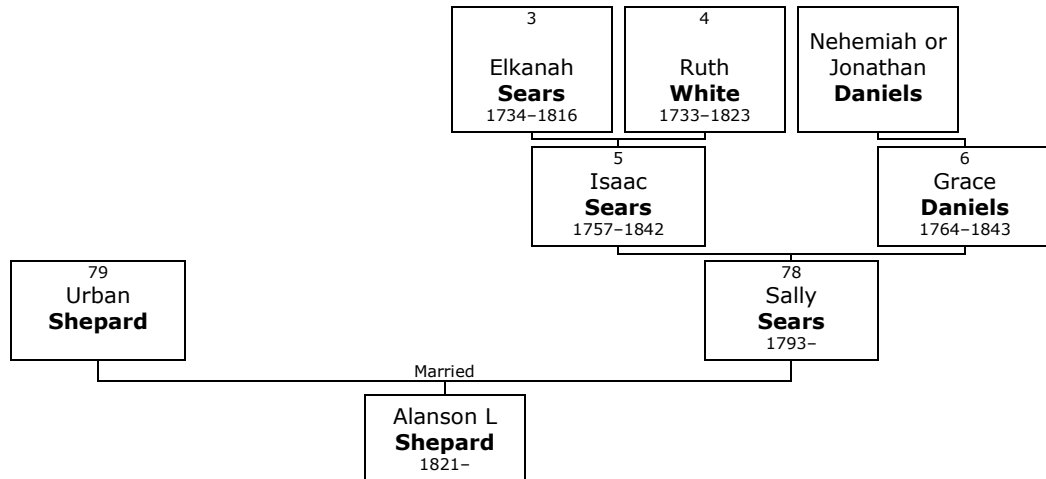 3
Elkanah
Sears
1734–1816
4
Ruth
White
1733–1823
Nehemiah or
Jonathan
Daniels
5
Isaac
Sears
1757–1842
6
Grace
Daniels
1764–1843
79
Urban
Shepard
78
Sally
Sears
1793–
Married
Alanson L
Shepard
1821–